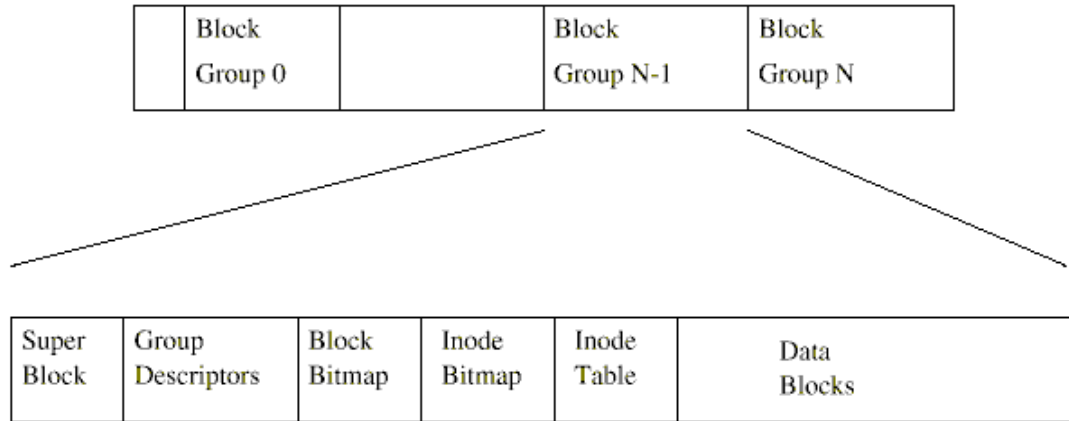 Block
Group 0
Block
Group N-1
Block
Group N
Super
Block
Group
Descriptors
Block
Bitmap
Inode
Bitmap
Inode
Table
Data
Blocks